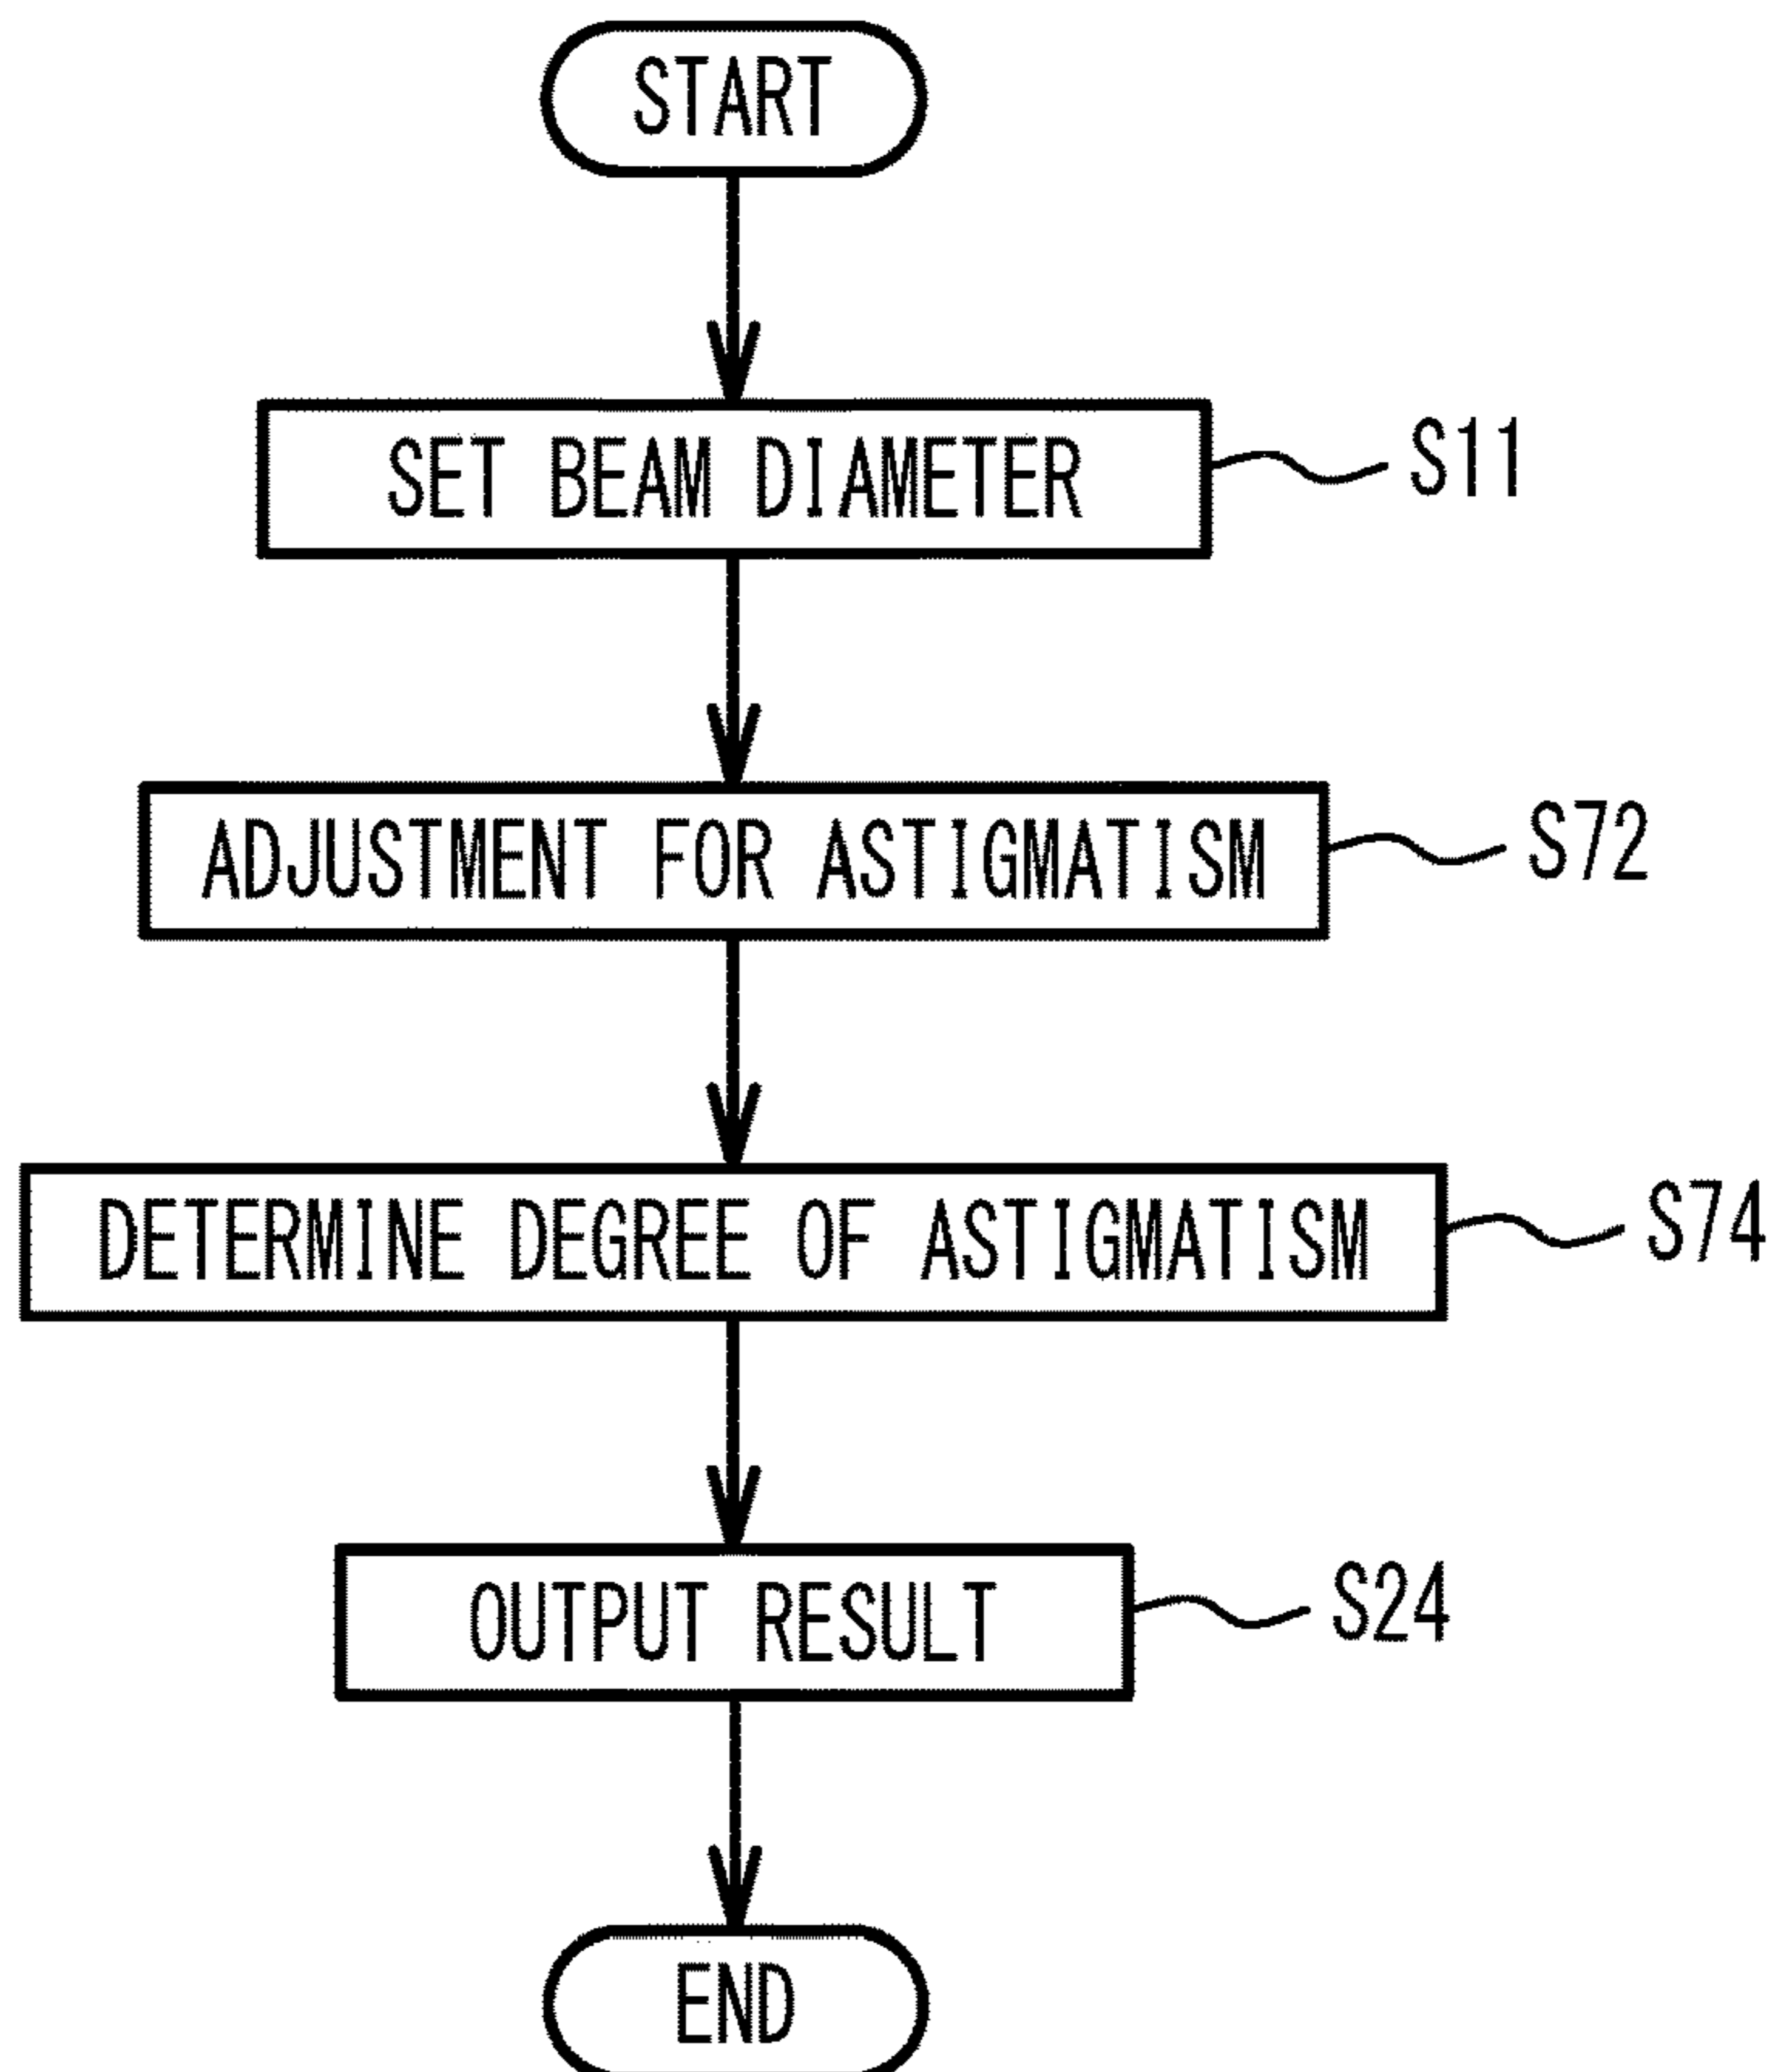 START
SET BEAM DIAMETER S11
ADJUSTMENT FOR ASTIGMATISM S72
DETERMINE DEGREE OF ASTIGMATISM S74
OUTPUT RESULT S24
END